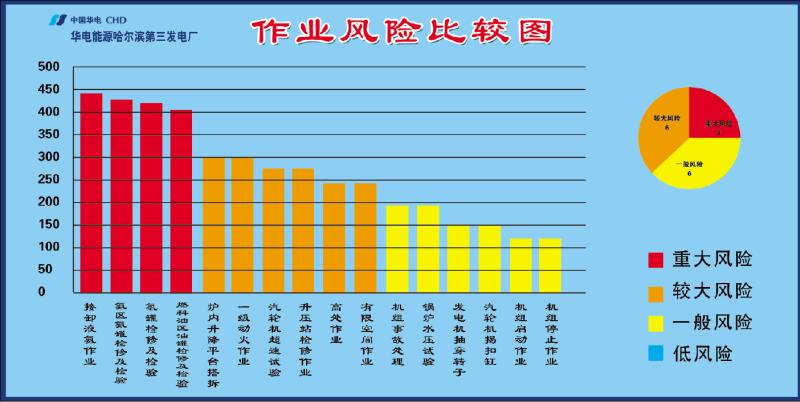 中国华电 CHD
华电能源哈尔滨第三发电厂
作业风险比较图
500
450
400
350
300
250
200
150
100
50
0
接卸液氨作业
氨区氨罐检修及检验
氢罐检修及检验
燃料油区油罐检修及检验
炉内升降平台搭拆
一级动火作业
汽轮机超速试验
升压站检修作业
高处作业
有限空间作业
机组事故处理
锅炉水压试验
发电机抽穿转子
汽轮机揭扣缸
机组启动作业
机组停止作业
较大风险
6
重大风险
4
一般风险
6
重大风险
较大风险
一般风险
低风险